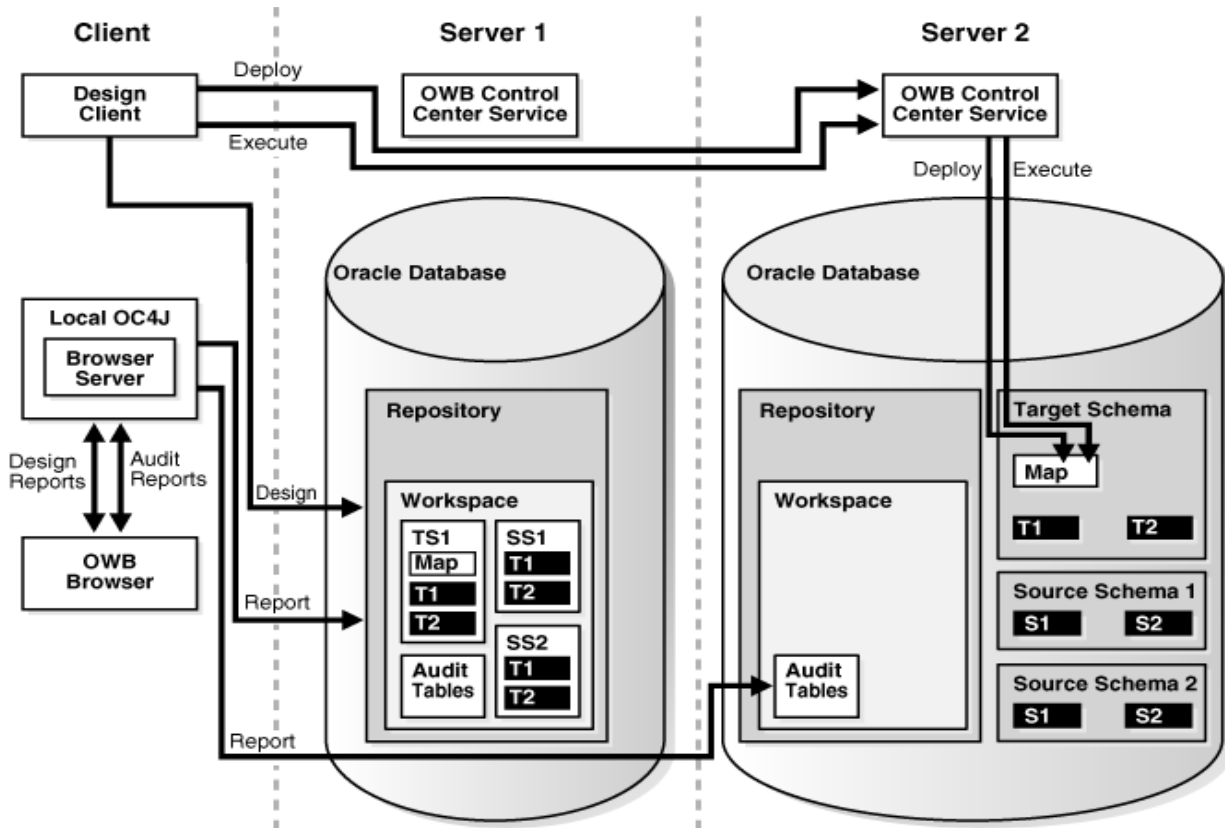 Client
Server 1
Server 2
Design
Client
Deploy
Execute
OWB Control
Center Service
OWB Control
Center Service
Deploy
Execute
Local OC4J
Browser
Server
Design
Reports
Audit
Reports
OWB
Browser
Design
Report
Report
Oracle Database
Repository
Workspace
TS1
Map
T1
T2
SS1
T1
T2
Audit
Tables
SS2
T1
T2
Oracle Database
Repository
Workspace
Audit
Tables
Target Schema
Map
T1
T2
Source Schema 1
S1
S2
Source Schema 2
S1
S2